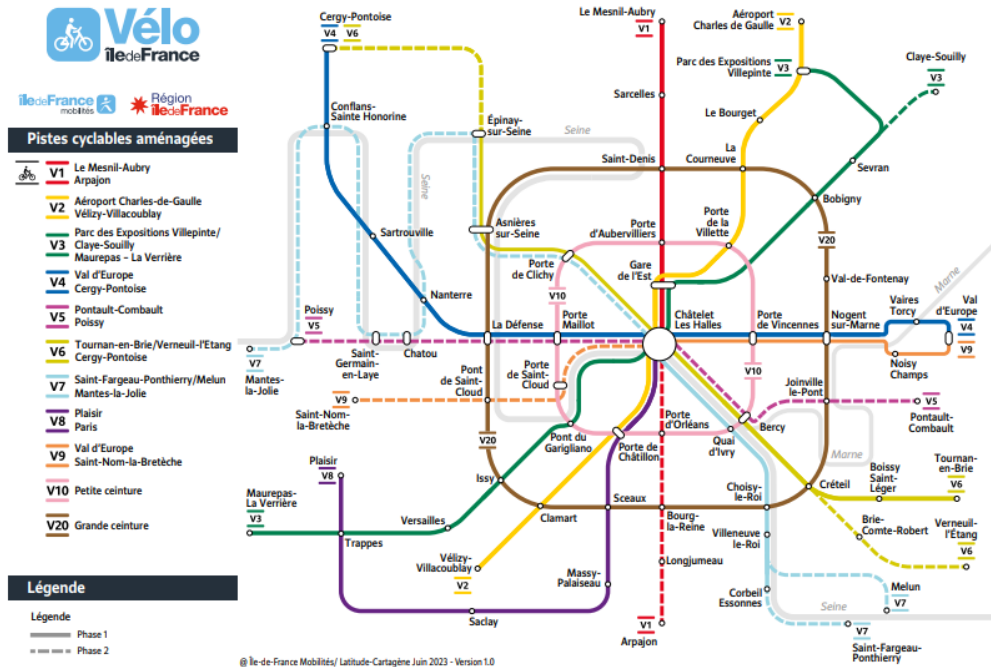 Vélo
île de France
île de France
mobilités
Région
île de France
Pistes cyclables aménagées
V1
Le Mesnil-Aubry
Arpajon
V2
Aéroport Charles-de-Gaulle
Vélizy-Villacoublay
V3
Parc des Expositions Villepinte/
Claye-Souilly
Maurepas - La Verrière
V4
Val d'Europe
Cergy-Pontoise
V5
Pontault-Combault
Poissy
V6
Tournan-en-Brie/Verneuil-l'Etang
Cergy-Pontoise
V7
Saint-Fargeau-Ponthierry/Melun
Mantes-la-Jolie
V8
Plaisir
Paris
V9
Val d'Europe
Saint-Nom-la-Bretèche
V10
Petite ceinture
V20
Grande ceinture
Légende
Légende
Phase 1
Phase 2
Cergy-Pontoise
V4 V6
Le Mesnil-Aubry
V1
Aéroport
Charles de Gaulle
V2
Parc des Expositions
Villepinte
V3
Claye-Souilly
V3
Conflans-
Sainte Honorine
Épinay-
sur-Seine
Seine
Sarcelles
Le Bourget
La
Courneuve
Saint-Denis
Sevran
Seine
Bobigny
Asnières
sur-Seine
Porte
d'Aubervilliers
Porte
de la
Villette
V20
Sartrouville
Porte
de Clichy
Gare
de l'Est
Val-de-Fontenay
Marne
Nanterre
V10
Poissy
V5
La Défense
Porte
Maillot
Châtelet
Les Halles
Porte
de Vincennes
Nogent
sur-Marne
Vaires
Torcy
Val
d'Europe
V4
V9
V7
Mantes-
la-Jolie
Saint-
Germain-
en-Laye
Chatou
Noisy
Champs
Pont
de Saint-
Cloud
Porte
de Saint-
Cloud
V10
Joinville
le-Pont
V9
Saint-Nom-
la-Bretèche
V5
Pontault-
Combault
Porte
d'Orléans
Bercy
Quai
d'Ivry
V20
Pont du
Garigliano
Porte de
Châtillon
Marne
Plaisir
V8
Issy
Choisy-
le-Roi
Créteil
Boissy
Saint-
Léger
Tournan-
en-Brie
V6
Maurepas-
La Verrière
V3
Versailles
Clamart
Sceaux
Bourg-
la-Reine
Brie-
Comte-Robert
Verneuil-
l'Étang
V6
Trappes
Villeneuve
le-Roi
Vélizy-
Villacoublay
V2
Longjumeau
Massy-
Palaiseau
Corbeil
Essonnes
Melun
V7
Seine
Saclay
V1
Arpajon
V7
Saint-Fargeau-
Ponthierry
@ Île-de-France Mobilités/ Latitude-Cartagène Juin 2023 - Version 1.0